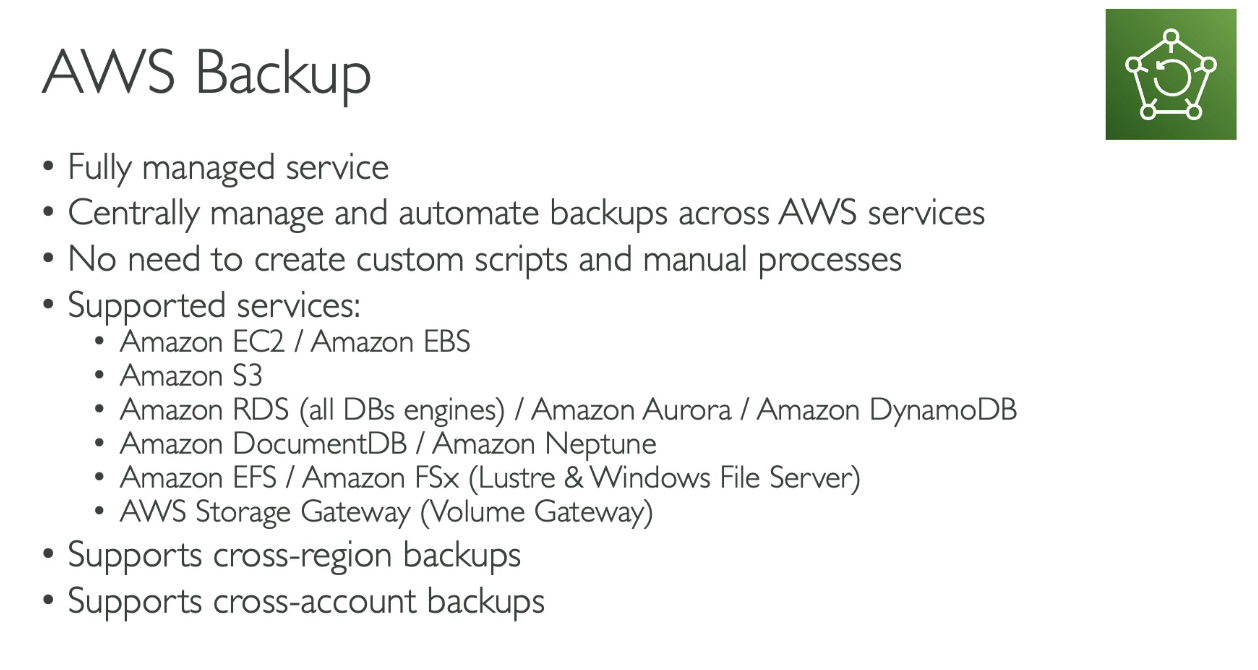 AWS Backup
• Fully managed service
• Centrally manage and automate backups across AWS services
• No need to create custom scripts and manual processes
• Supported services:
• Amazon EC2 / Amazon EBS
• Amazon S3
• Amazon RDS (all DBs engines) / Amazon Aurora / Amazon DynamoDB
• Amazon DocumentDB / Amazon Neptune
• Amazon EFS / Amazon FSx (Lustre & Windows File Server)
• AWS Storage Gateway (Volume Gateway)
• Supports cross-region backups
• Supports cross-account backups